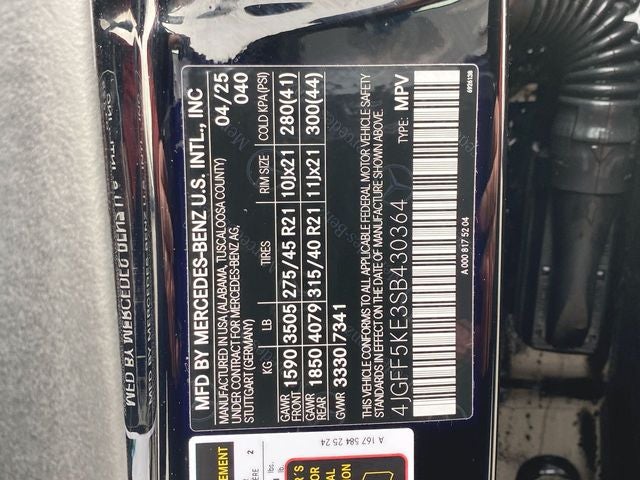 MFD BY MERCEDES-BENZ U.S. INTL., INC
MANUFACTURED IN USA (ALABAMA, TUSCALOOSA COUNTY) 04/25
UNDER CONTRACT FOR MERCEDES-BENZ AG, 040
STUTTGART (GERMANY)
KG LB TIRES RIM SIZE COLD KPA (PSI)
GAWR FRONT 1590 3505 275/45 R21 10Jx21 280(41)
GAWR REAR 1850 4079 315/40 R21 11Jx21 300(44)
GVWR 3330 7341
THIS VEHICLE CONFORMS TO ALL APPLICABLE FEDERAL MOTOR VEHICLE SAFETY
STANDARDS IN EFFECT ON THE DATE OF MANUFACTURE SHOWN ABOVE.
4JGFF5KE3SB430364 TYPE: MPV
A 000 817 52 04
6926138
A 167 584 25 24